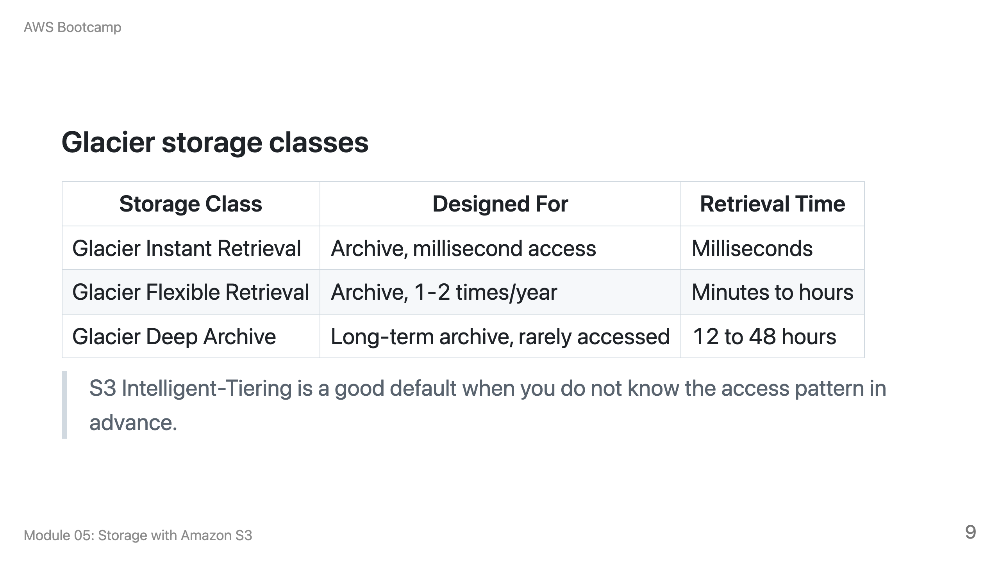 AWS Bootcamp
Glacier storage classes
Storage Class Designed For Retrieval Time
Glacier Instant Retrieval Archive, millisecond access Milliseconds
Glacier Flexible Retrieval Archive, 1-2 times/year Minutes to hours
Glacier Deep Archive Long-term archive, rarely accessed 12 to 48 hours
S3 Intelligent-Tiering is a good default when you do not know the access pattern in
advance.
Module 05: Storage with Amazon S3 9